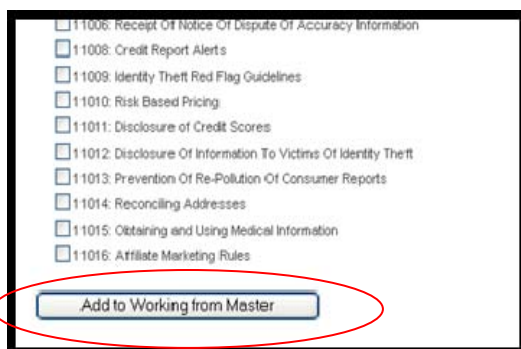 11006: Receipt Of Notice Of Dispute Of Accuracy Information
11008: Credit Report Alerts
11009: Identity Theft Red Flag Guidelines
11010: Risk Based Pricing
11011: Disclosure of Credit Scores
11012: Disclosure Of Information To Victims Of Identity Theft
11013: Prevention Of Re-Pollution Of Consumer Reports
11014: Reconciling Addresses
11015: Obtaining and Using Medical Information
11016: Affiliate Marketing Rules
Add to Working from Master